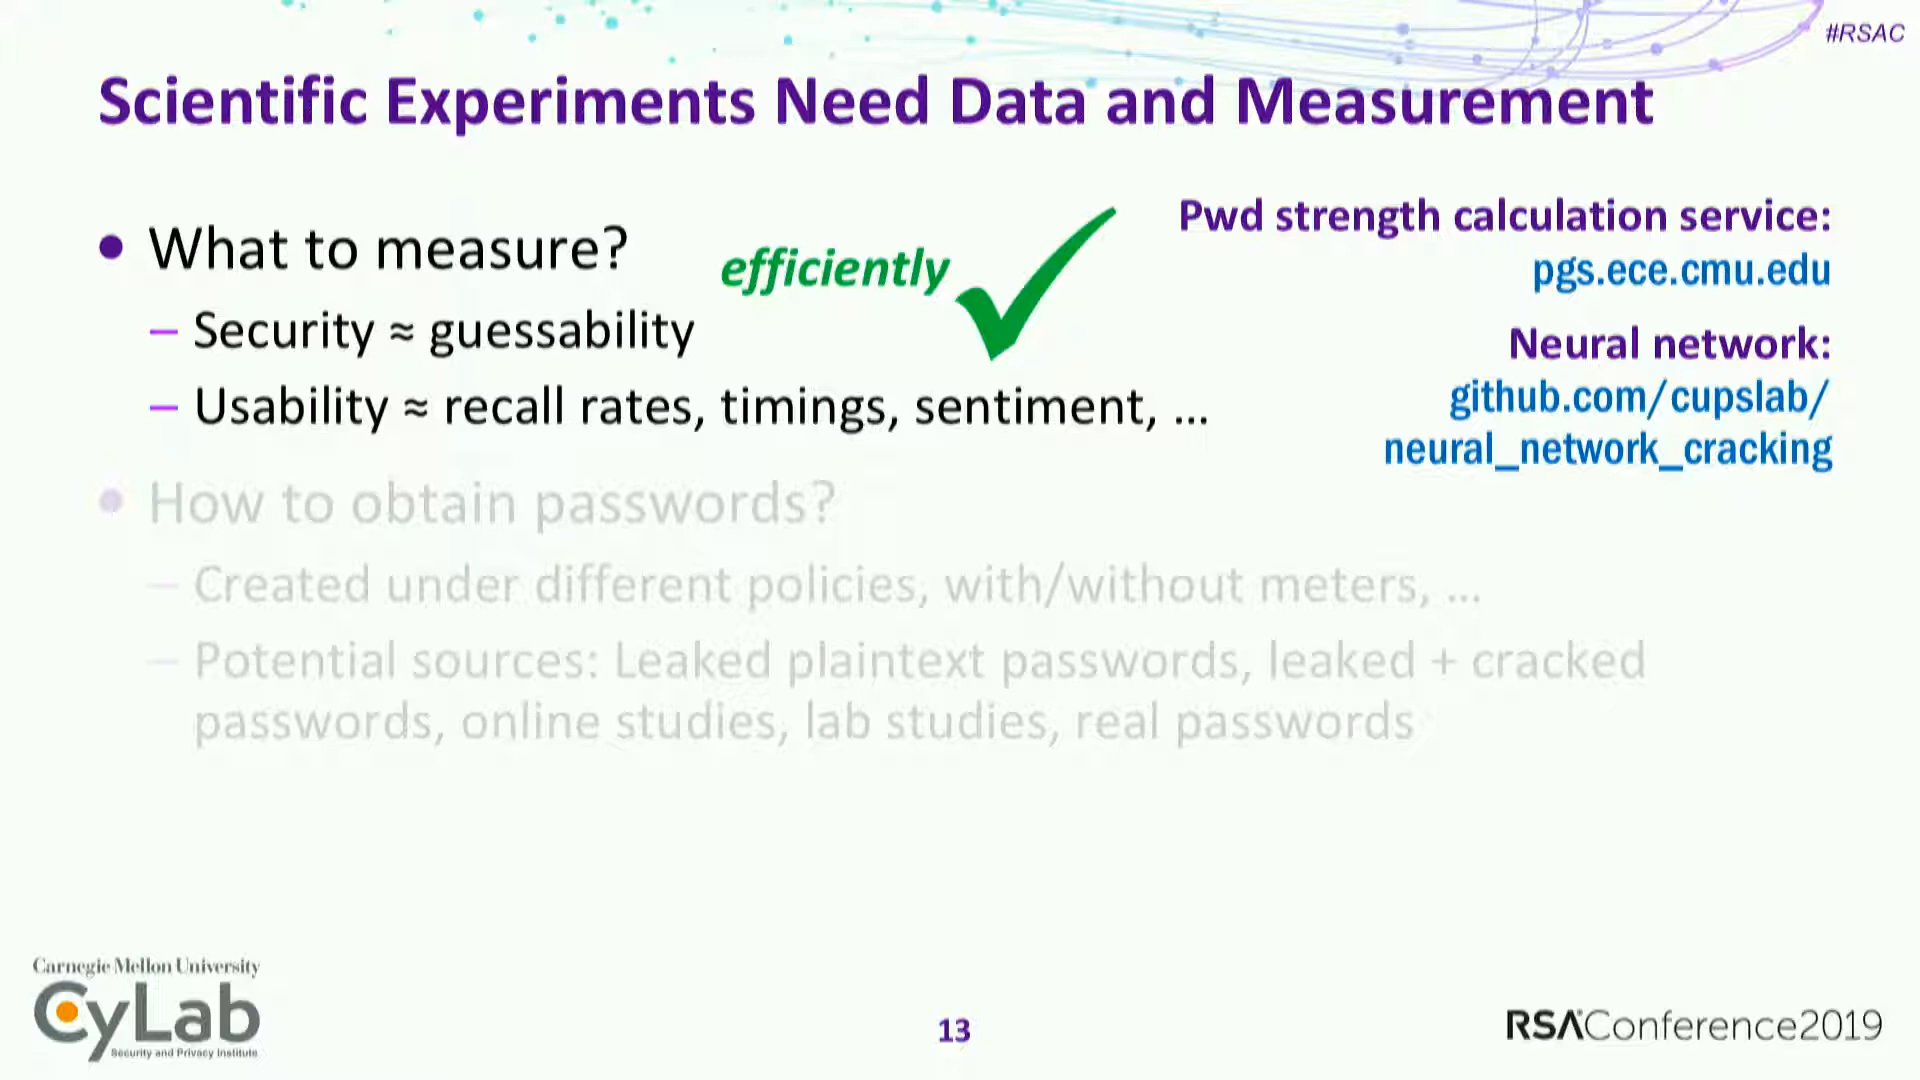 #RSAC
Scientific Experiments Need Data and Measurement
• What to measure?
efficiently
– Security ≈ guessability
– Usability ≈ recall rates, timings, sentiment, ...
Pwd strength calculation service:
pgs.ece.cmu.edu
Neural network:
github.com/cupslab/
neural_network_cracking
• How to obtain passwords?
– Created under different policies, with/without meters, ...
– Potential sources: Leaked plaintext passwords, leaked + cracked
passwords, online studies, lab studies, real passwords
Carnegie Mellon University
CyLab
Security and Privacy Institute
13
RSAConference2019